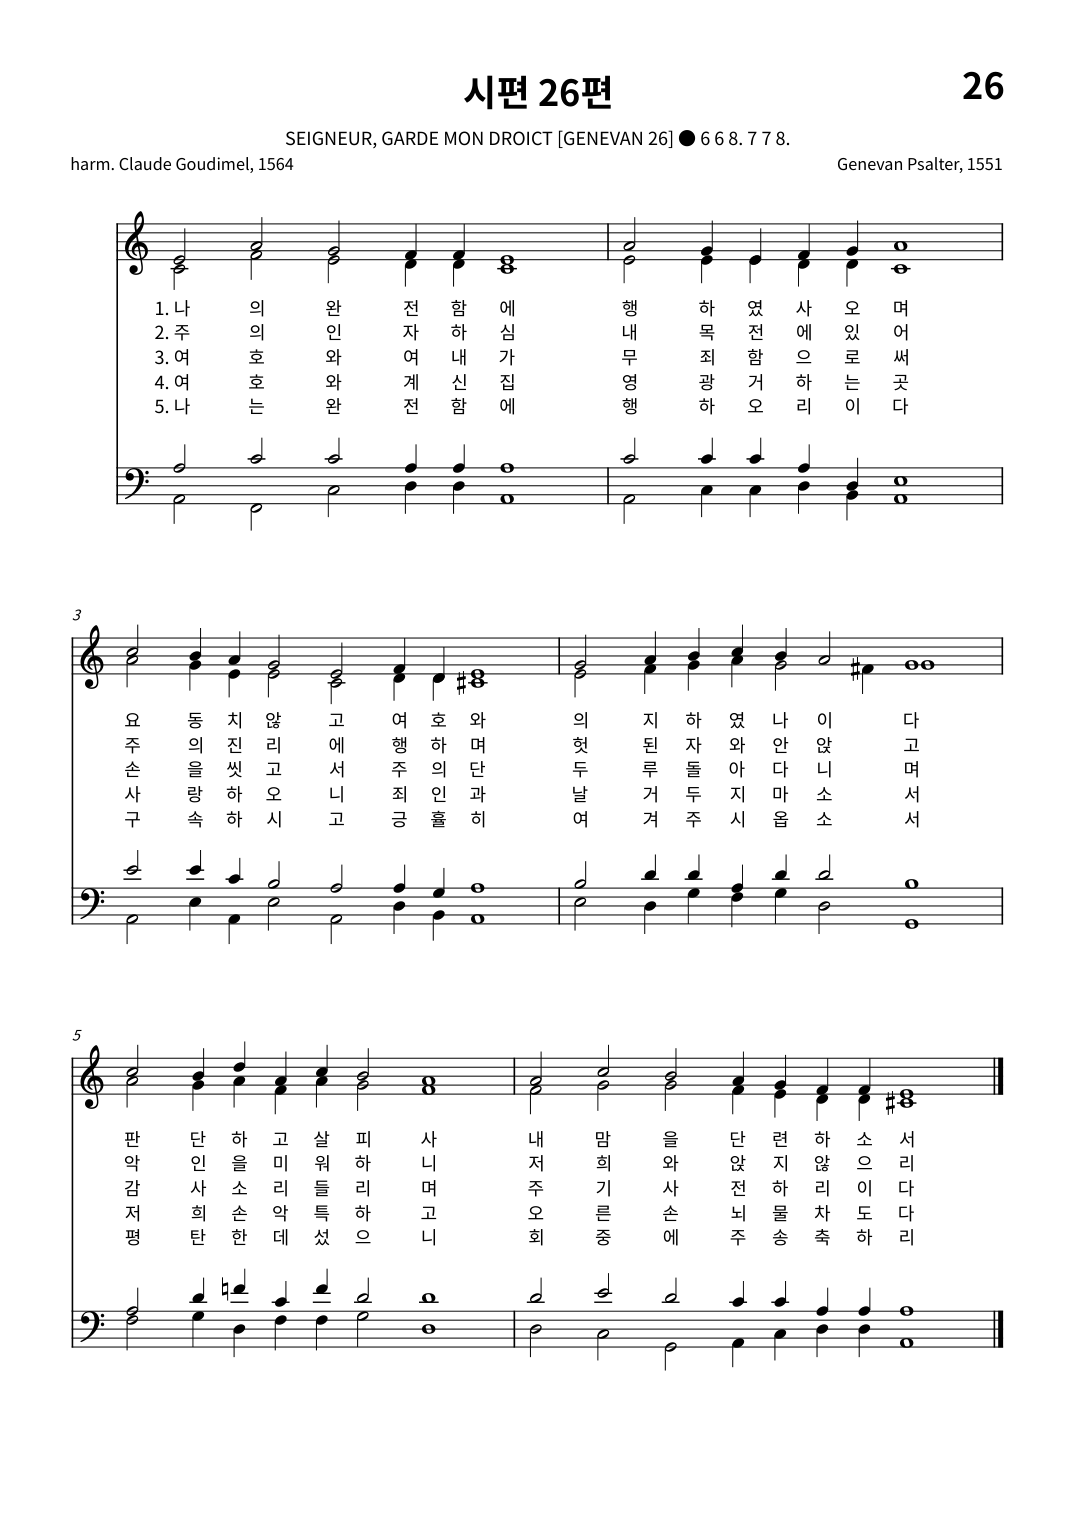 시편 26편
26
SEIGNEUR, GARDE MON DROICT [GENEVAN 26] ● 6 6 8. 7 7 8.
harm. Claude Goudimel, 1564
Genevan Psalter, 1551
1. 나 의 완 전 함 에 행 하 였 사 오 며
2. 주 의 인 자 하 심 내 목 전 에 있 어
3. 여 호 와 여 내 가 무 죄 함 으 로 써
4. 여 호 와 계 신 집 영 광 거 하 는 곳
5. 나 는 완 전 함 에 행 하 오 리 이 다
3
요 동 치 않 고 여 호 와 의 지 하 였 나 이 다
주 의 진 리 에 행 하 며 헛 된 자 와 안 앉 고
손 을 씻 고 서 주 의 단 두 루 돌 아 다 니 며
사 랑 하 오 니 죄 인 과 날 거 두 지 마 소 서
구 속 하 시 고 긍 휼 히 여 겨 주 시 옵 소 서
5
판 단 하 고 살 피 사 내 맘 을 단 련 하 소 서
악 인 을 미 워 하 니 저 희 와 앉 지 않 으 리
감 사 소 리 들 리 며 주 기 사 전 하 리 이 다
저 희 손 악 특 하 고 오 른 손 뇌 물 차 도 다
평 탄 한 데 섰 으 니 회 중 에 주 송 축 하 리